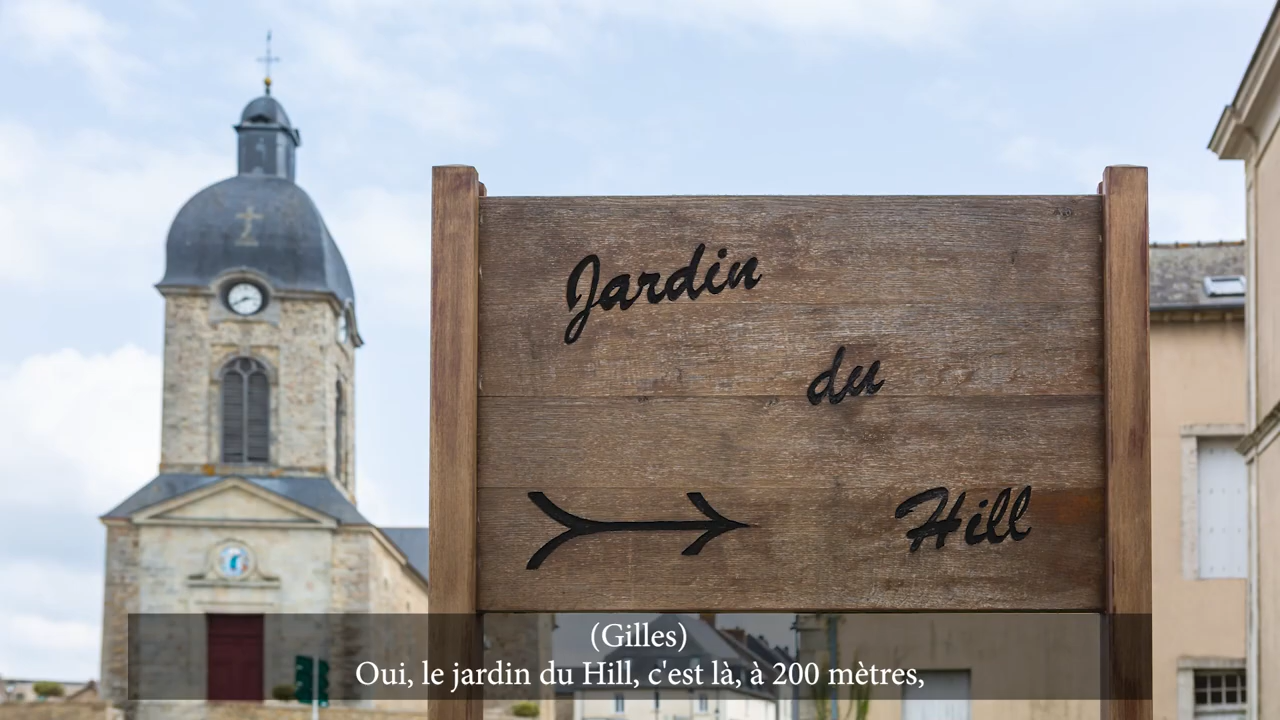 Jardin
du
Hill
(Gilles)
Oui, le jardin du Hill, c'est là, à 200 mètres,